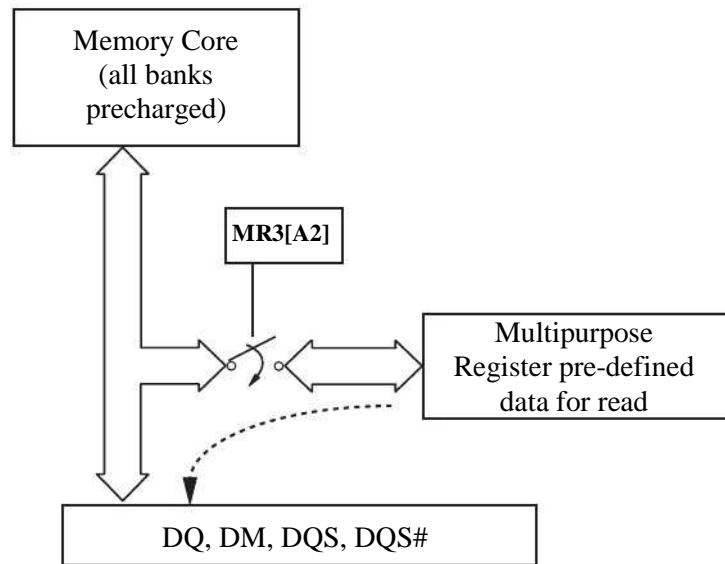 Memory Core
(all banks
precharged)
MR3[A2]
Multipurpose
Register pre-defined
data for read
DQ, DM, DQS, DQS#